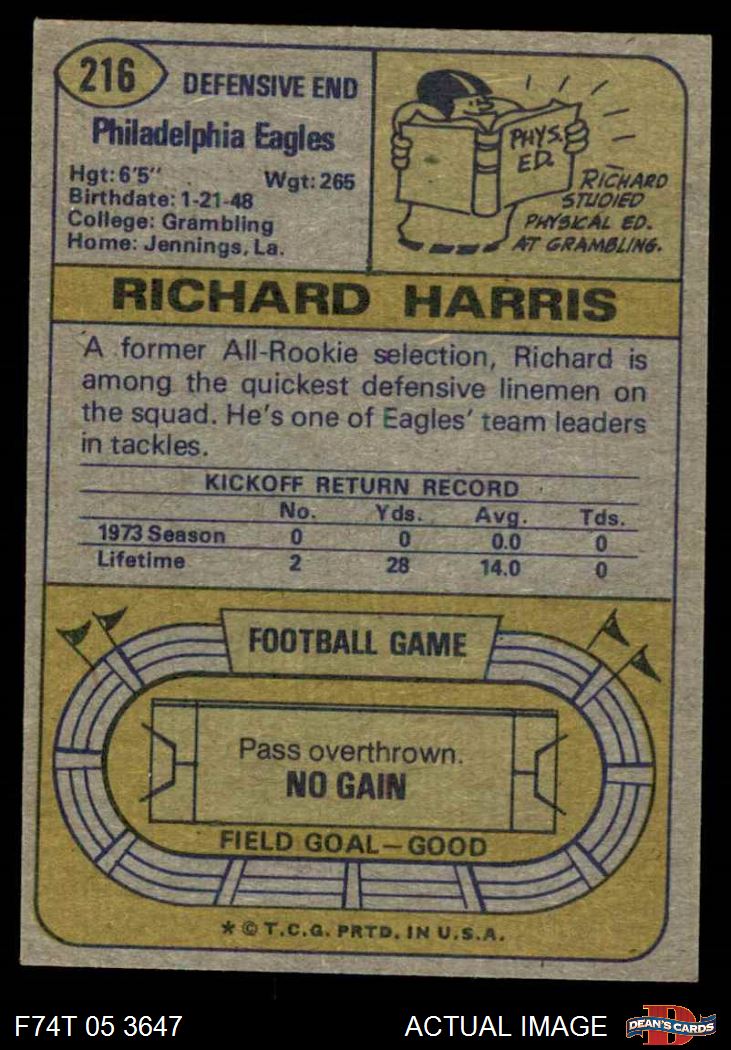 216
DEFENSIVE END
Philadelphia Eagles
Hgt: 6'5" Wgt: 265
Birthdate: 1-21-48
College: Grambling
Home: Jennings, La.
PHYS.
ED.
RICHARD
STUDIED
PHYSICAL ED.
AT GRAMBLING.
RICHARD HARRIS
A former All-Rookie selection, Richard is
among the quickest defensive linemen on
the squad. He's one of Eagles' team leaders
in tackles.
KICKOFF RETURN RECORD
No. Yds. Avg. Tds.
1973 Season 0 0 0.0 0
Lifetime 2 28 14.0 0
FOOTBALL GAME
Pass overthrown.
NO GAIN
FIELD GOAL—GOOD
* © T.C.G. PRTD. IN U.S.A.
F74T 05 3647 ACTUAL IMAGE
D
DEAN'S CARDS